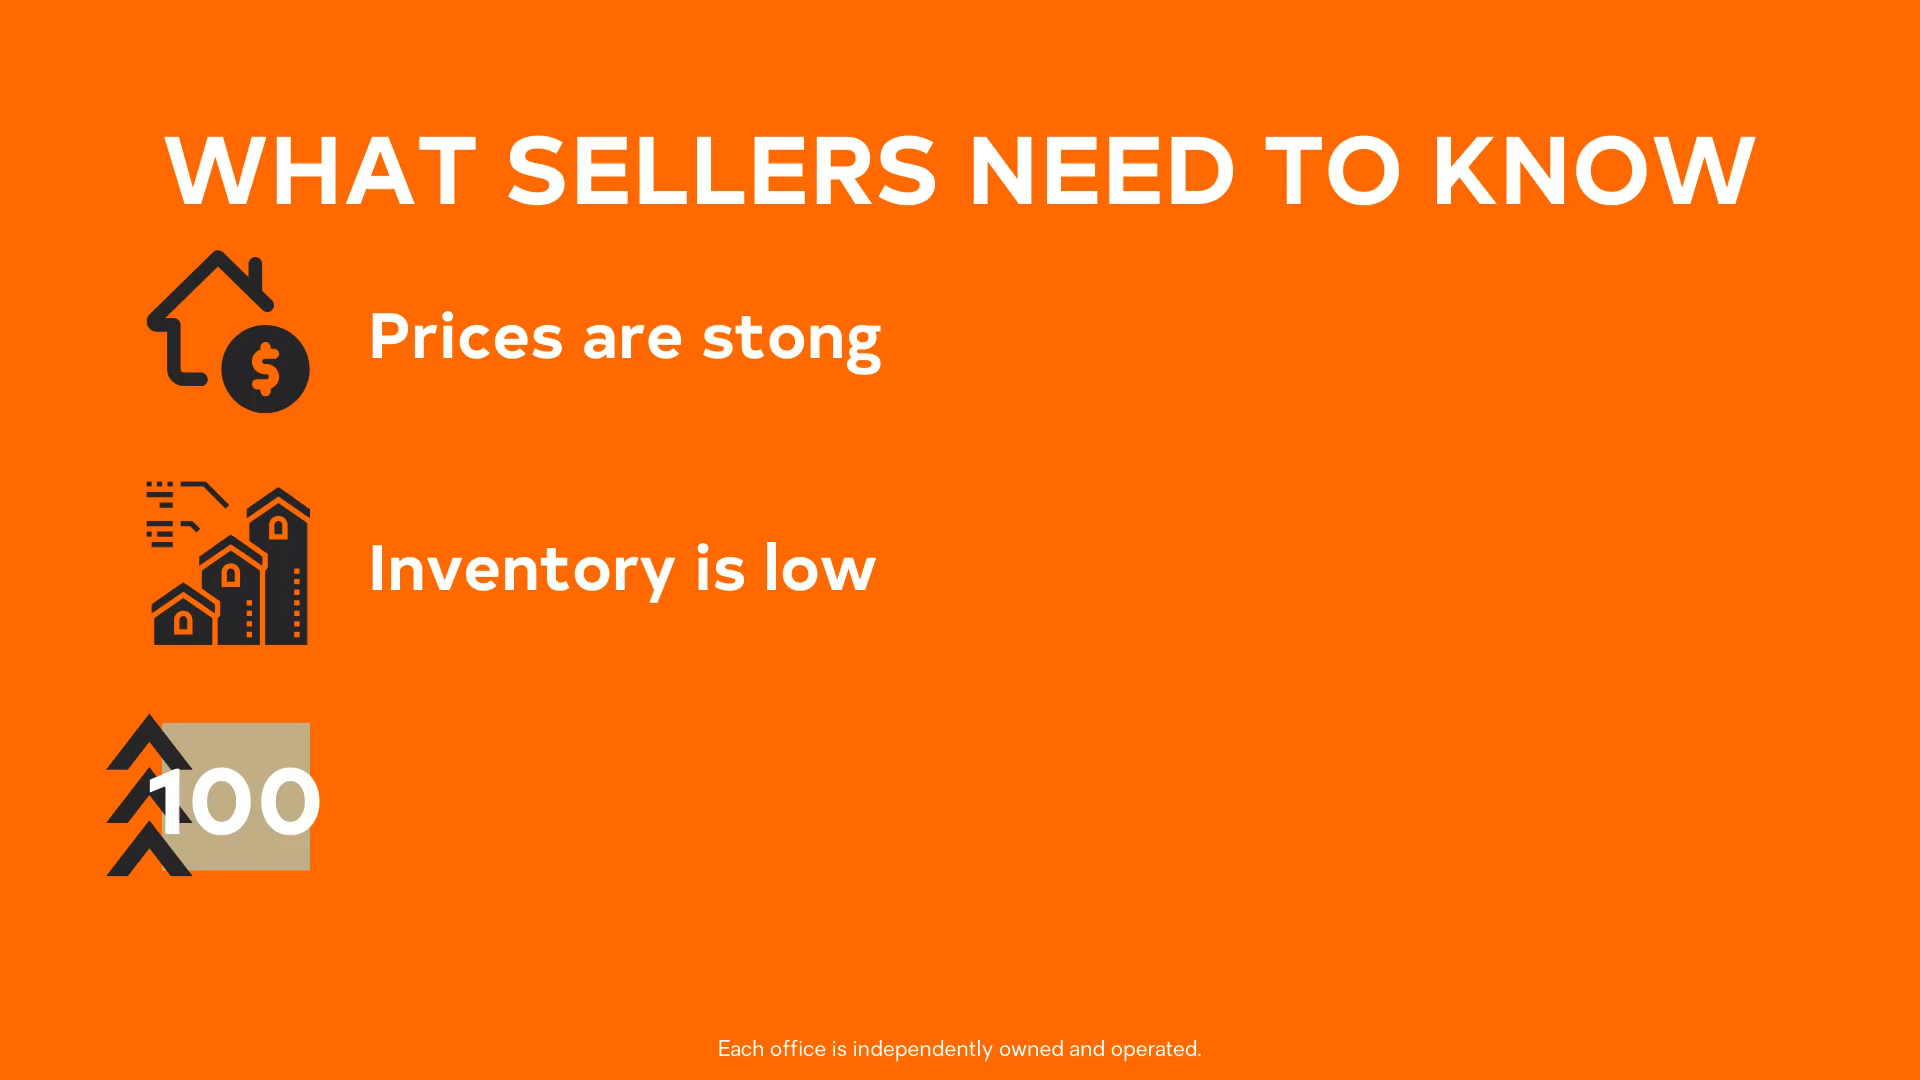 WHAT SELLERS NEED TO KNOW
Prices are stong
Inventory is low
100
Each office is independently owned and operated.